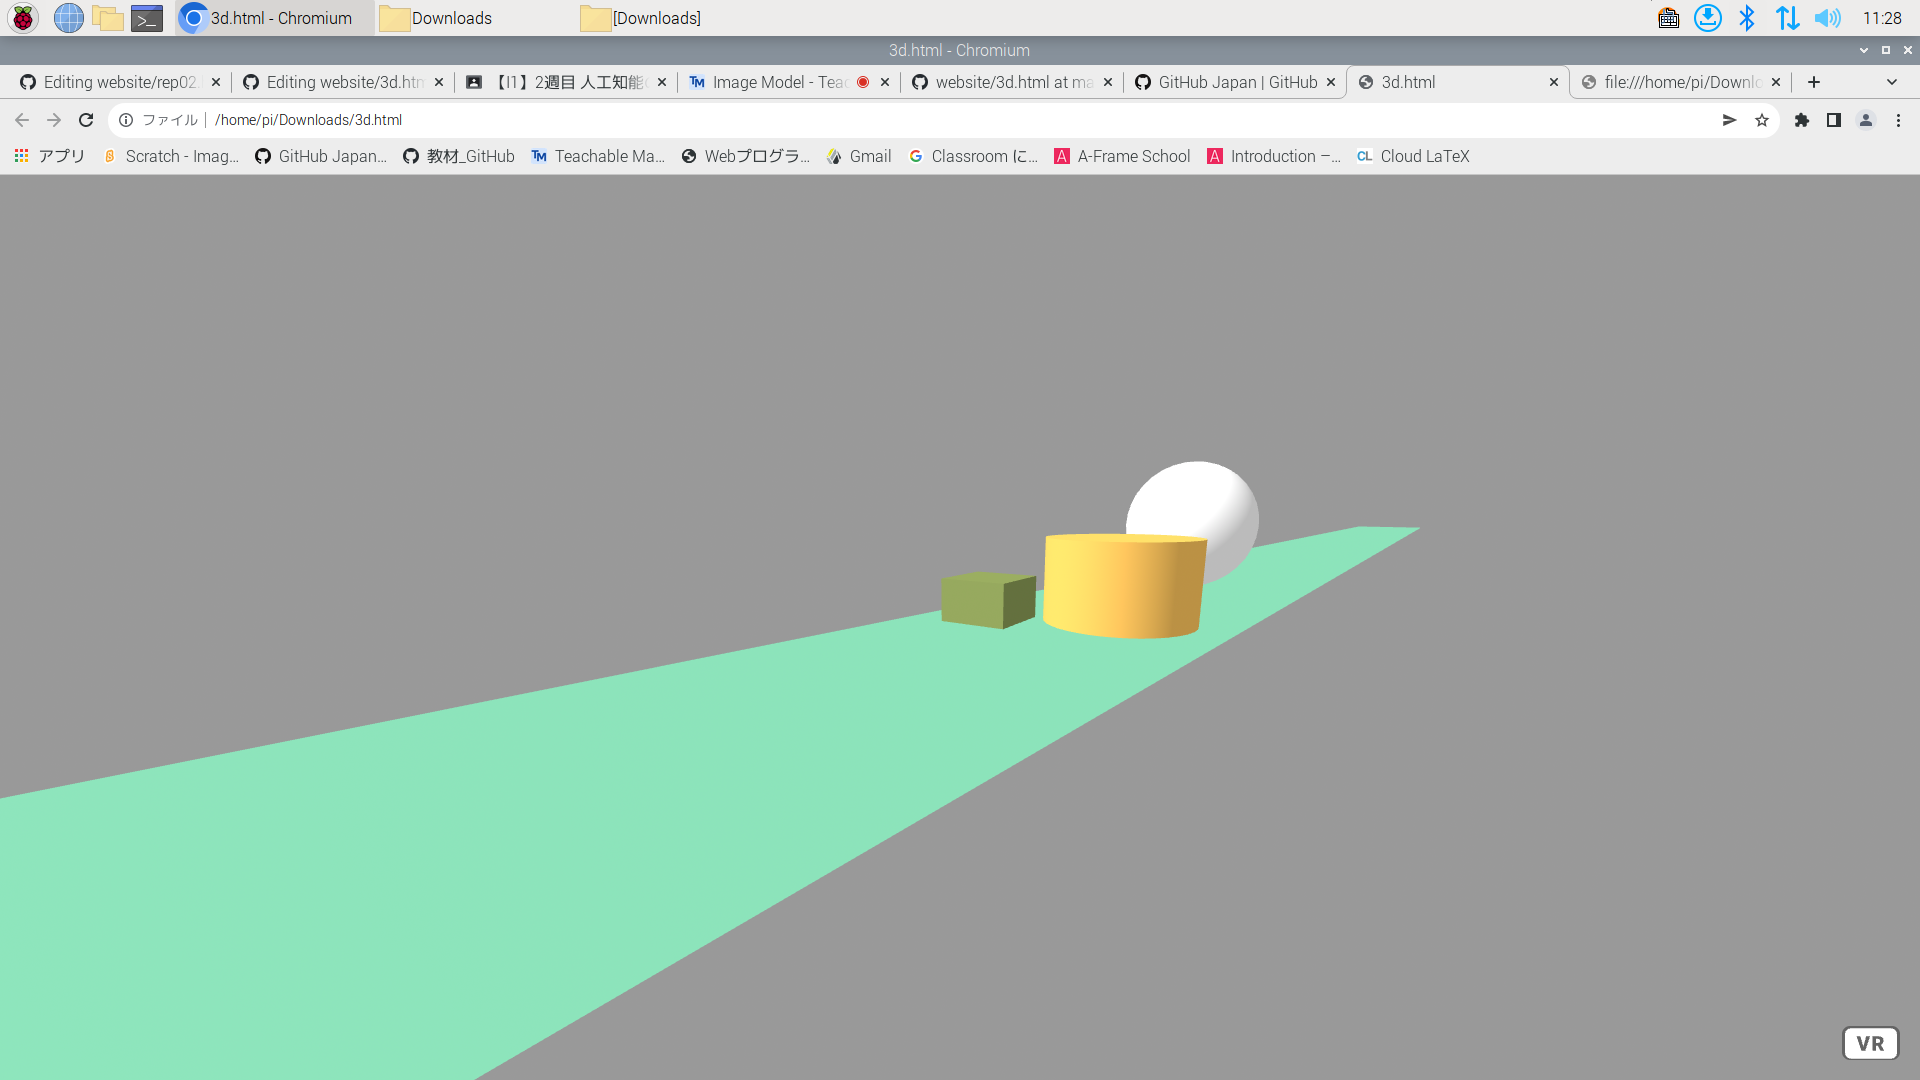 3d.html - Chromium Downloads [Downloads] 11:28
3d.html - Chromium
Editing website/rep02. Editing website/3d.htm 【I1】2週目 人工知能 Image Model - Teac website/3d.html at ma GitHub Japan | GitHub 3d.html file:///home/pi/Downlo
ファイル /home/pi/Downloads/3d.html
アプリ Scratch - Imag... GitHub Japan... 教材_GitHub Teachable Ma... Webプログラ... Gmail Classroom に... A-Frame School Introduction –... Cloud LaTeX
VR